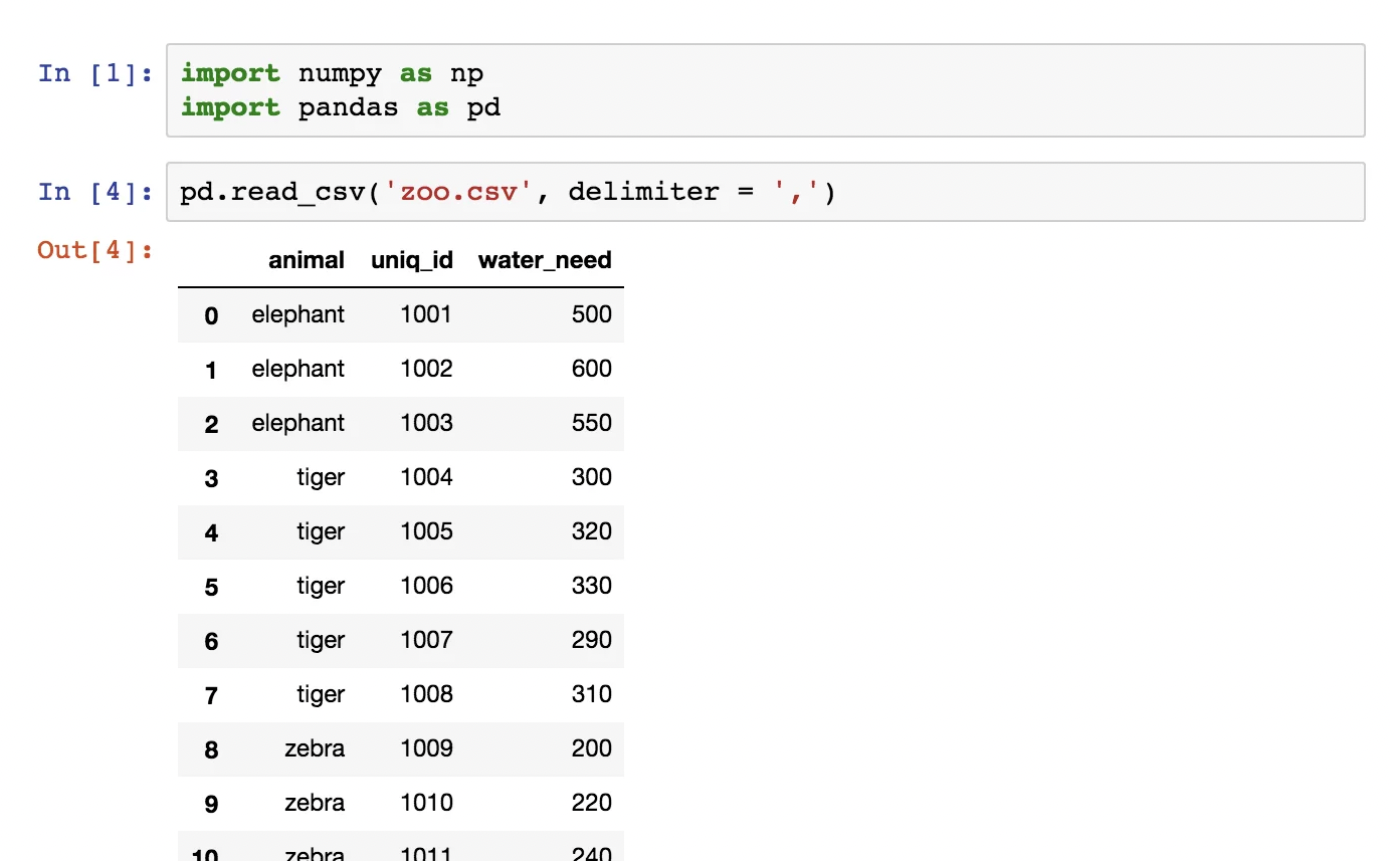 In [1]: import numpy as np
import pandas as pd
In [4]: pd.read_csv('zoo.csv', delimiter = ',')
Out[4]:
animal uniq_id water_need
0 elephant 1001 500
1 elephant 1002 600
2 elephant 1003 550
3 tiger 1004 300
4 tiger 1005 320
5 tiger 1006 330
6 tiger 1007 290
7 tiger 1008 310
8 zebra 1009 200
9 zebra 1010 220
10 zebra 1011 240